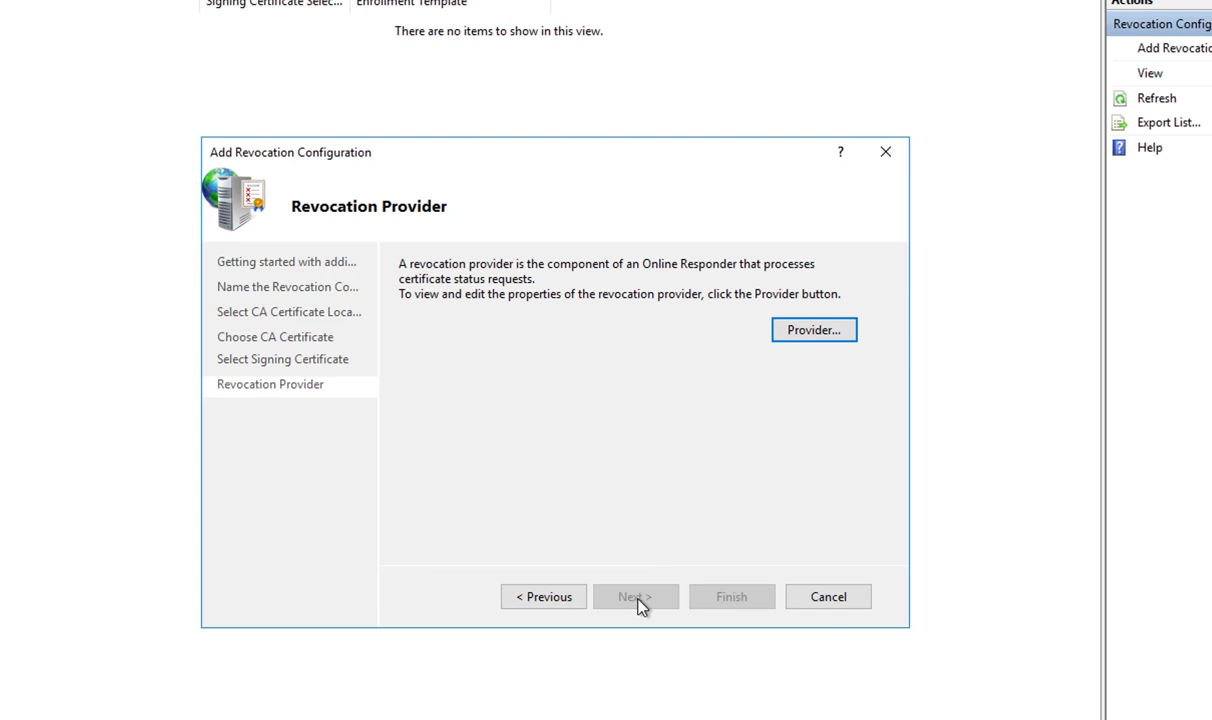 Signing Certificate Selec... Enrollment Template
There are no items to show in this view.
Actions
Revocation Config
Add Revocatio
View
Refresh
Export List...
Help
Add Revocation Configuration
?
Revocation Provider
Getting started with addi...
Name the Revocation Co...
Select CA Certificate Loca...
Choose CA Certificate
Select Signing Certificate
Revocation Provider
A revocation provider is the component of an Online Responder that processes
certificate status requests.
To view and edit the properties of the revocation provider, click the Provider button.
Provider...
< Previous Next > Finish Cancel